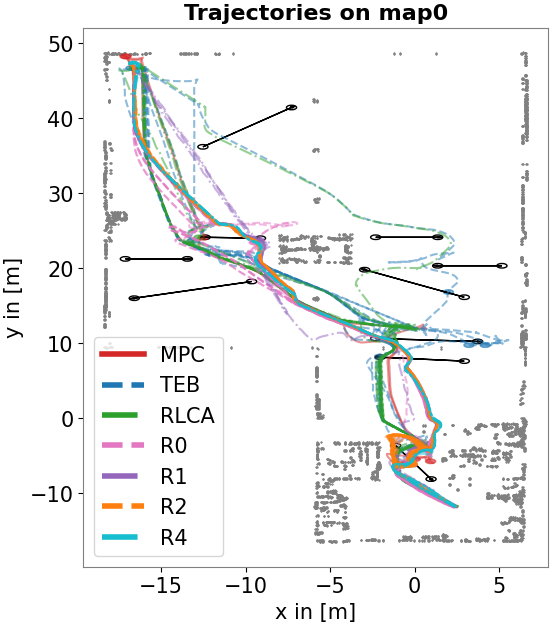 Trajectories on map0
y in [m]
50
40
30
20
10
0
−10
MPC
TEB
RLCA
R0
R1
R2
R4
−15
−10
−5
0
5
x in [m]